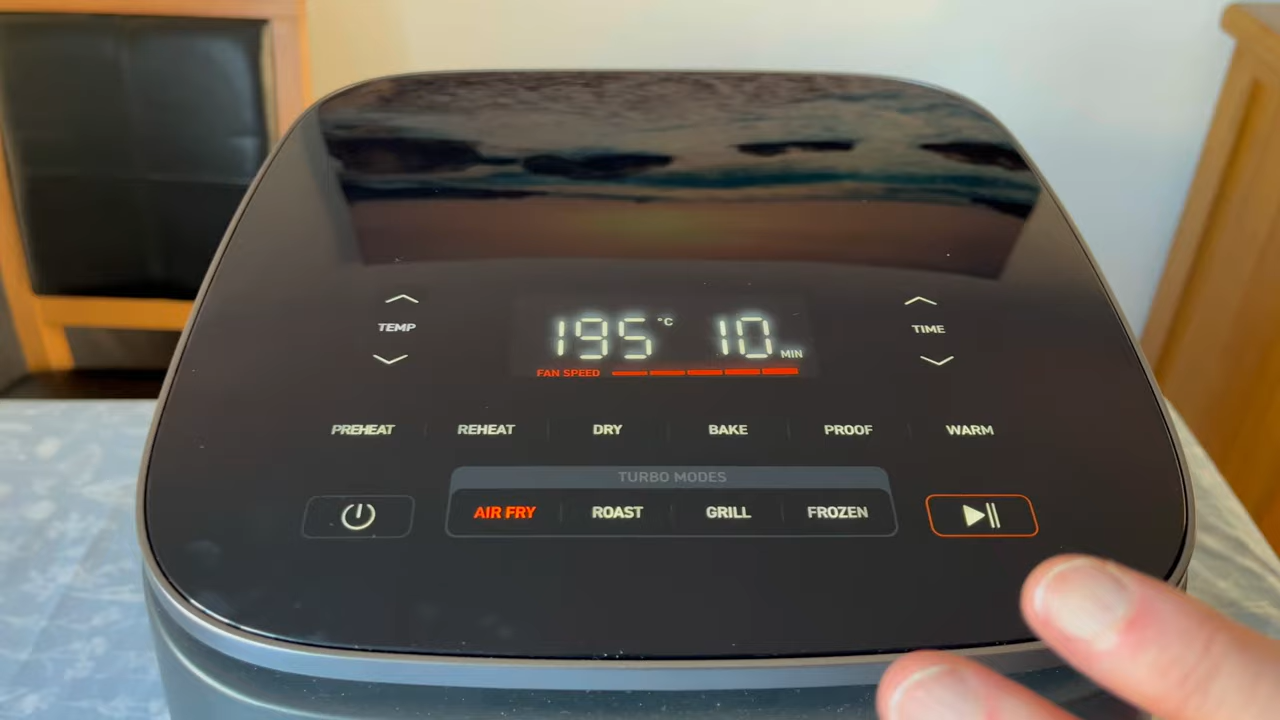 TEMP
195 °C 10 MIN
TIME
FAN SPEED
PREHEAT REHEAT DRY BAKE PROOF WARM
TURBO MODES
AIR FRY ROAST GRILL FROZEN